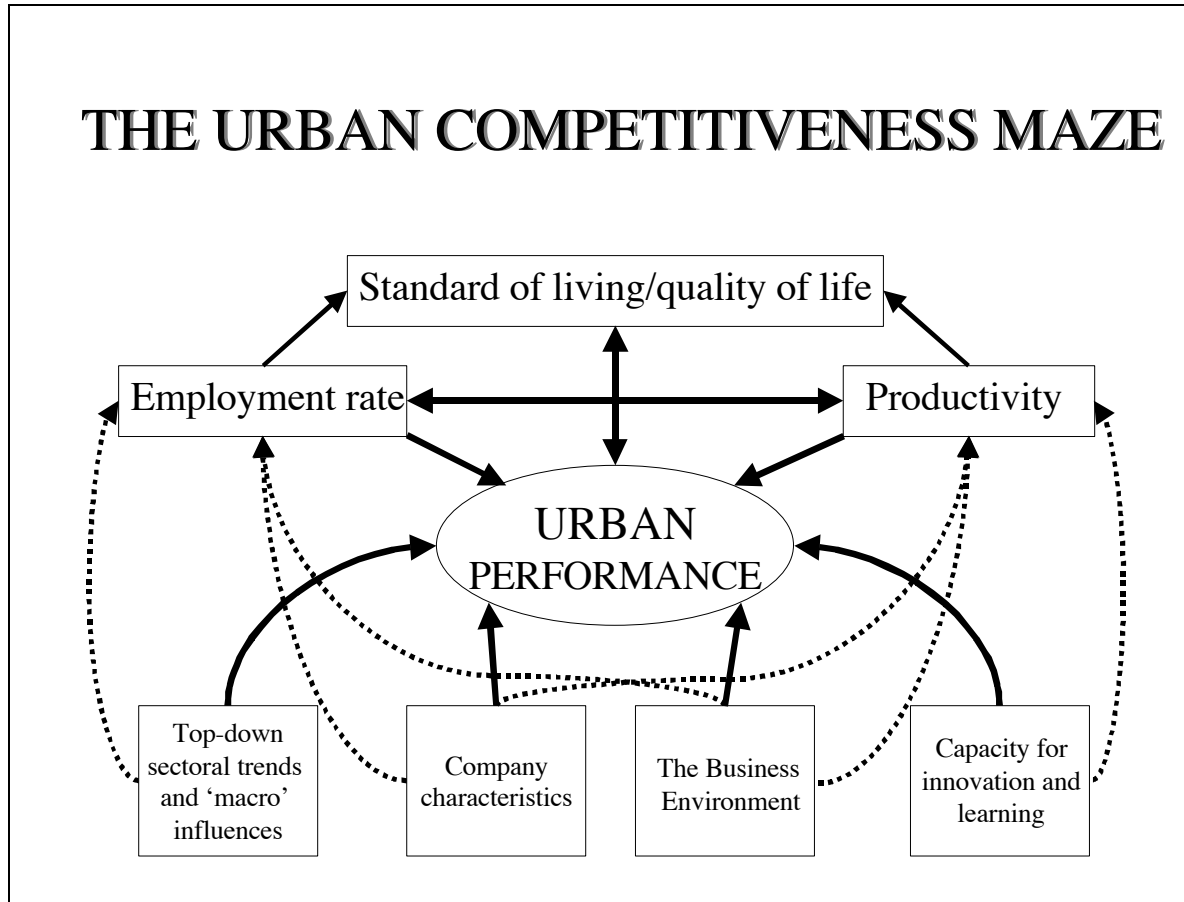 THE URBAN COMPETITIVENESS MAZE
Standard of living/quality of life
Employment rate
Productivity
URBAN
PERFORMANCE
Top-down
sectoral trends
and ‘macro’
influences
Company
characteristics
The Business
Environment
Capacity for
innovation and
learning